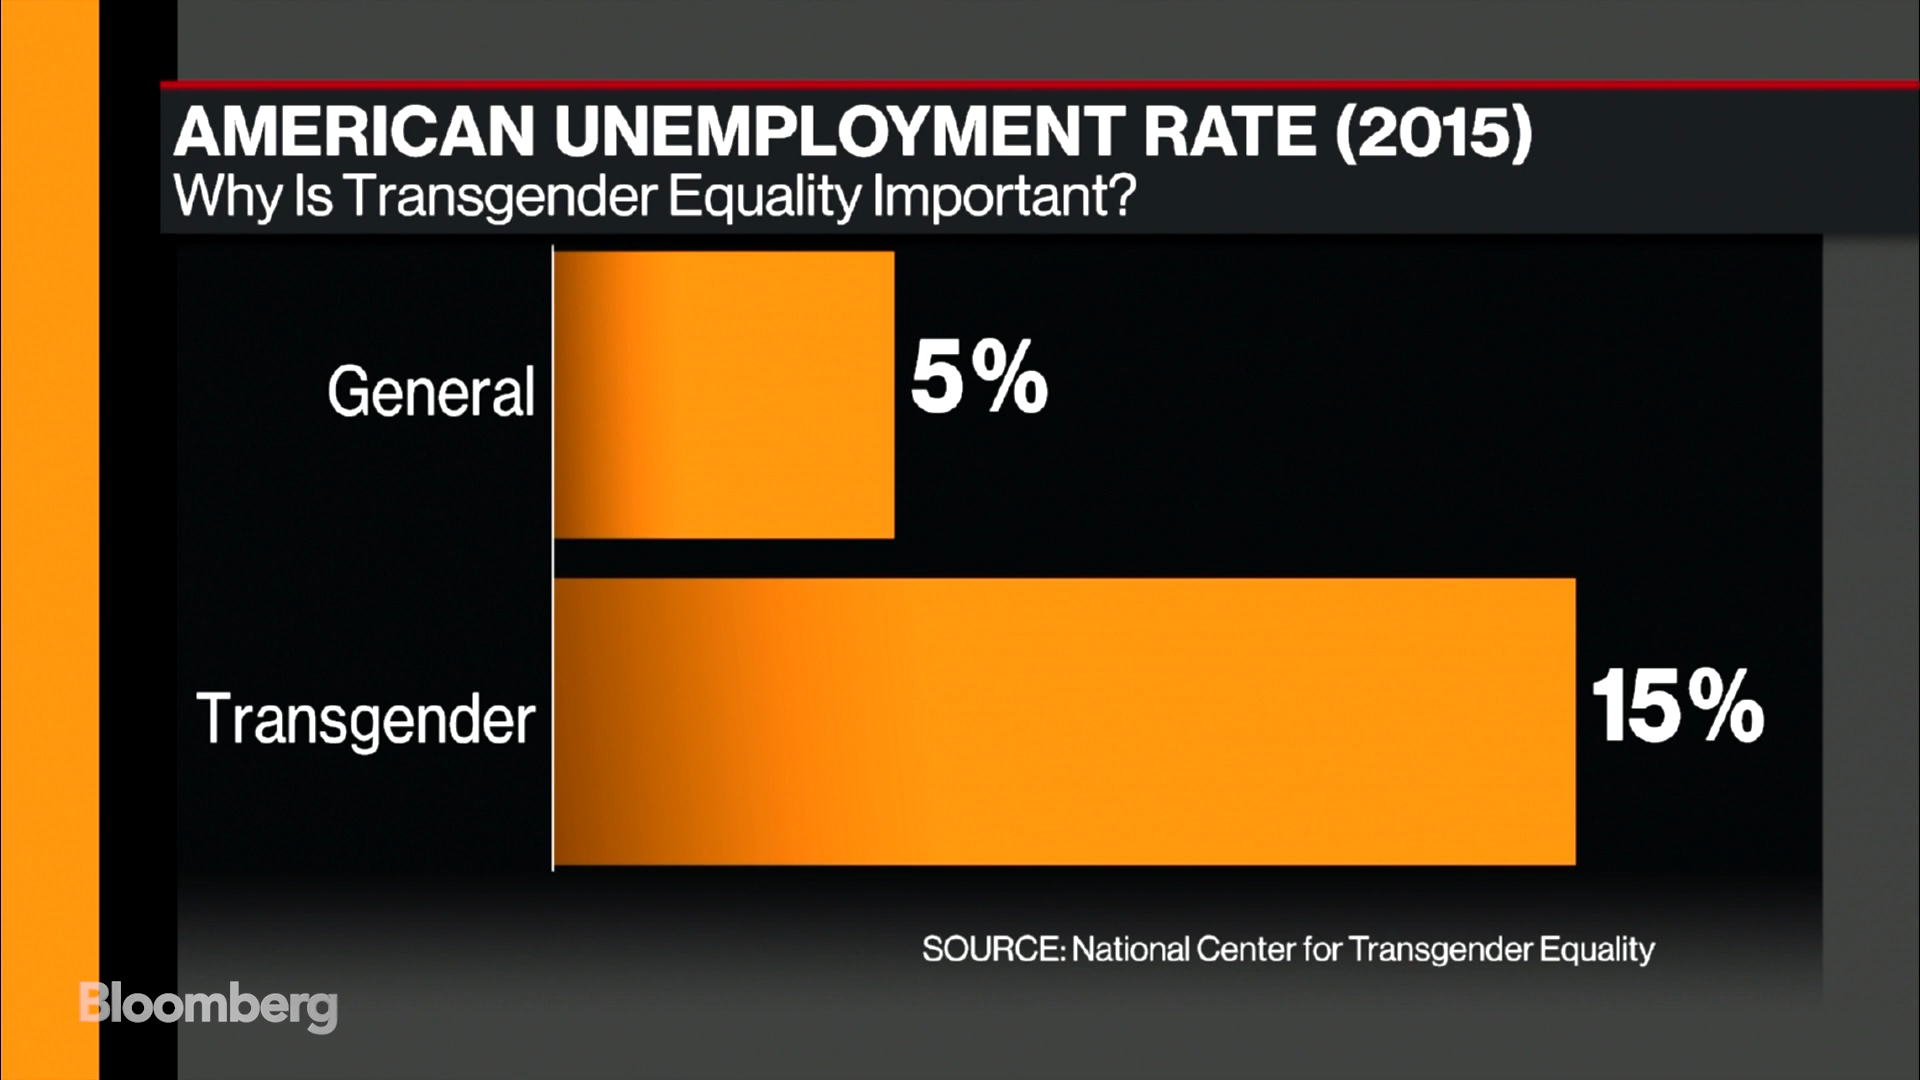 AMERICAN UNEMPLOYMENT RATE (2015)
Why Is Transgender Equality Important?
General
5%
Transgender
15%
SOURCE: National Center for Transgender Equality
Bloomberg